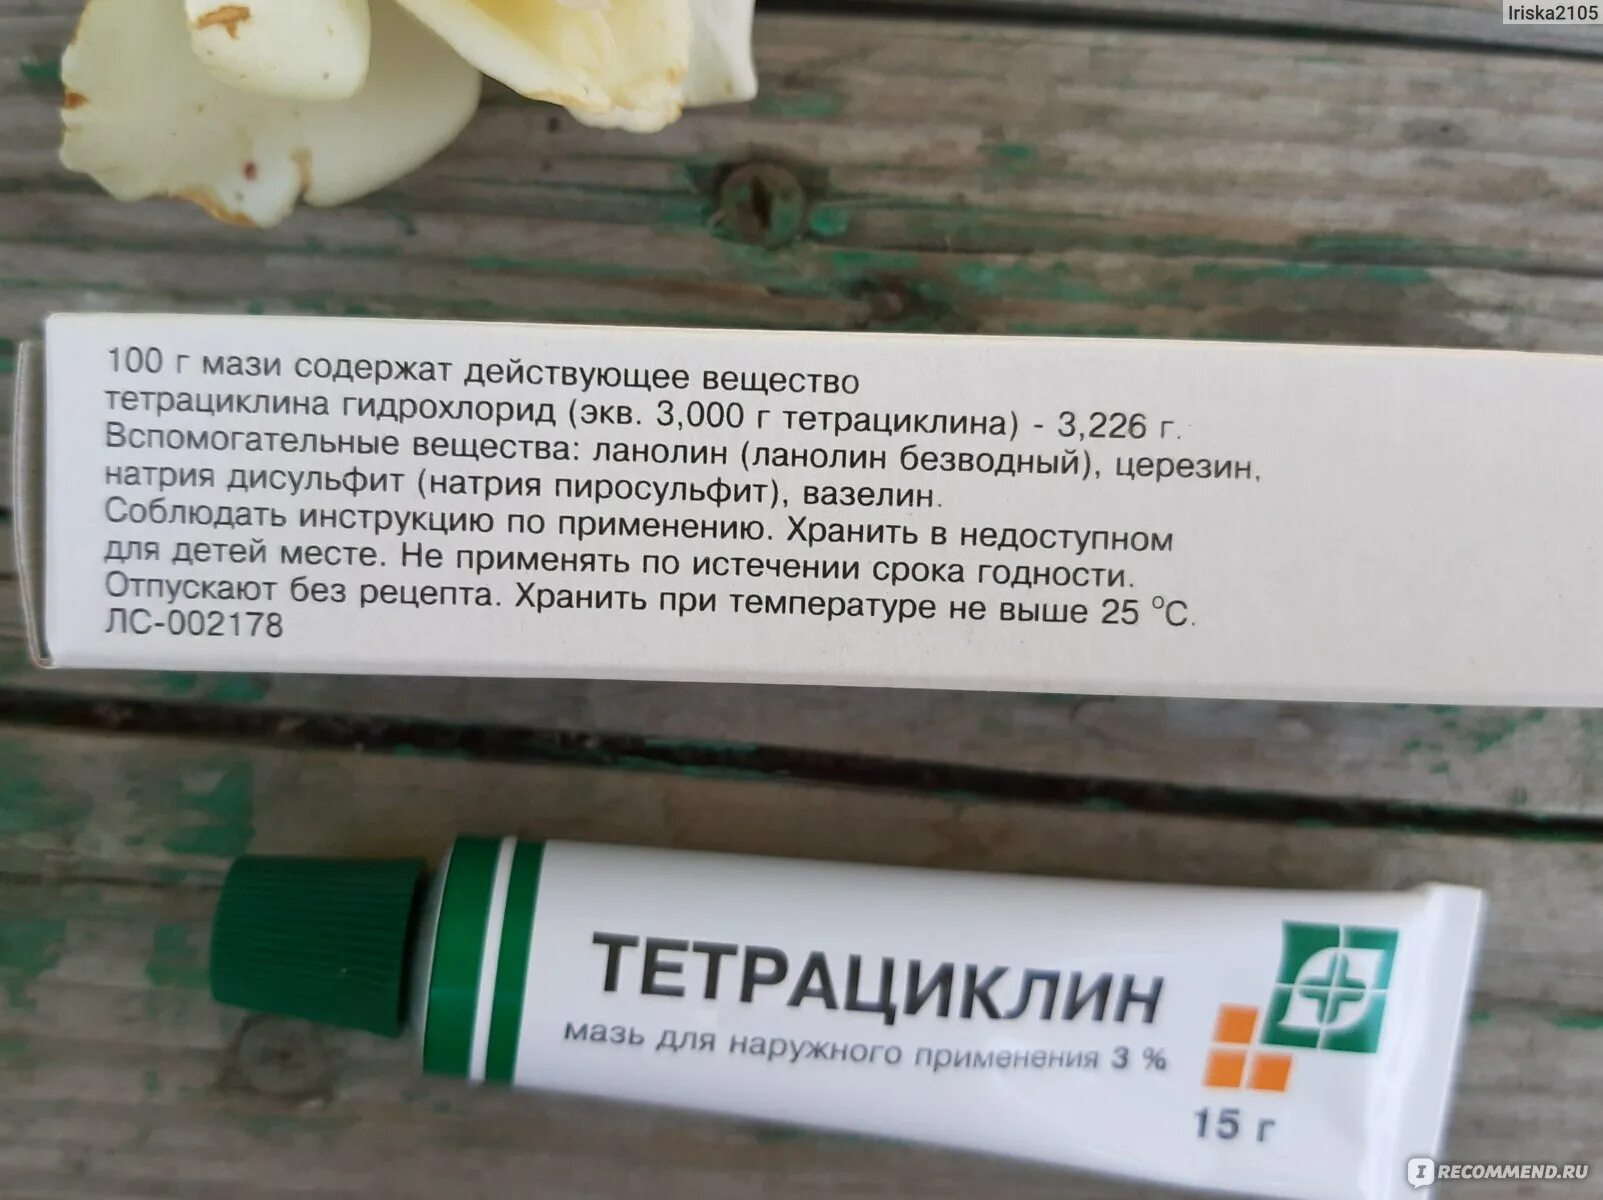 Iriska2105
100 г мази содержат действующее вещество
тетрациклина гидрохлорид (экв. 3,000 г тетрациклина) - 3,226 г.
Вспомогательные вещества: ланолин (ланолин безводный), церезин,
натрия дисульфит (натрия пиросульфит), вазелин.
Соблюдать инструкцию по применению. Хранить в недоступном
для детей месте. Не применять по истечении срока годности.
Отпускают без рецепта. Хранить при температуре не выше 25 °C.
ЛС-002178
ТЕТРАЦИКЛИН
мазь для наружного применения 3 %
15 г
IRECOMMEND.RU